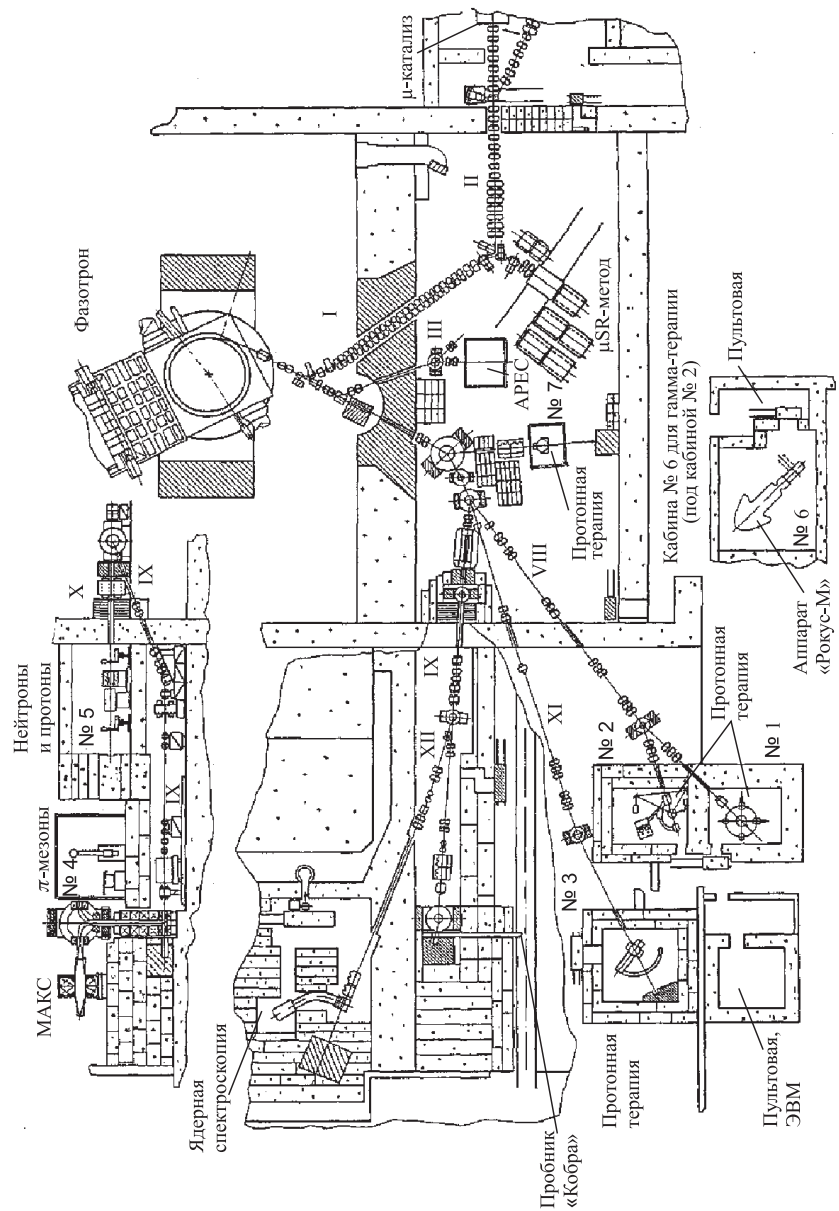 МАКС
π-мезоны
Нейтроны
и протоны
№ 4
№ 5
IX
X
IX
Фазотрон
I
II
III
μ-катализ
Ядерная
спектроскопия
XII
IX
АРЕС
№ 7
μSR-метод
Протонная
терапия
VIII
XI
Пробник
«Кобра»
№ 3
№ 2
№ 1
Протонная
терапия
Протонная
терапия
Пультовая,
ЭВМ
Кабина № 6 для гамма-терапии
(под кабиной № 2)
Пультовая
№ 6
Аппарат
«Рокус-М»